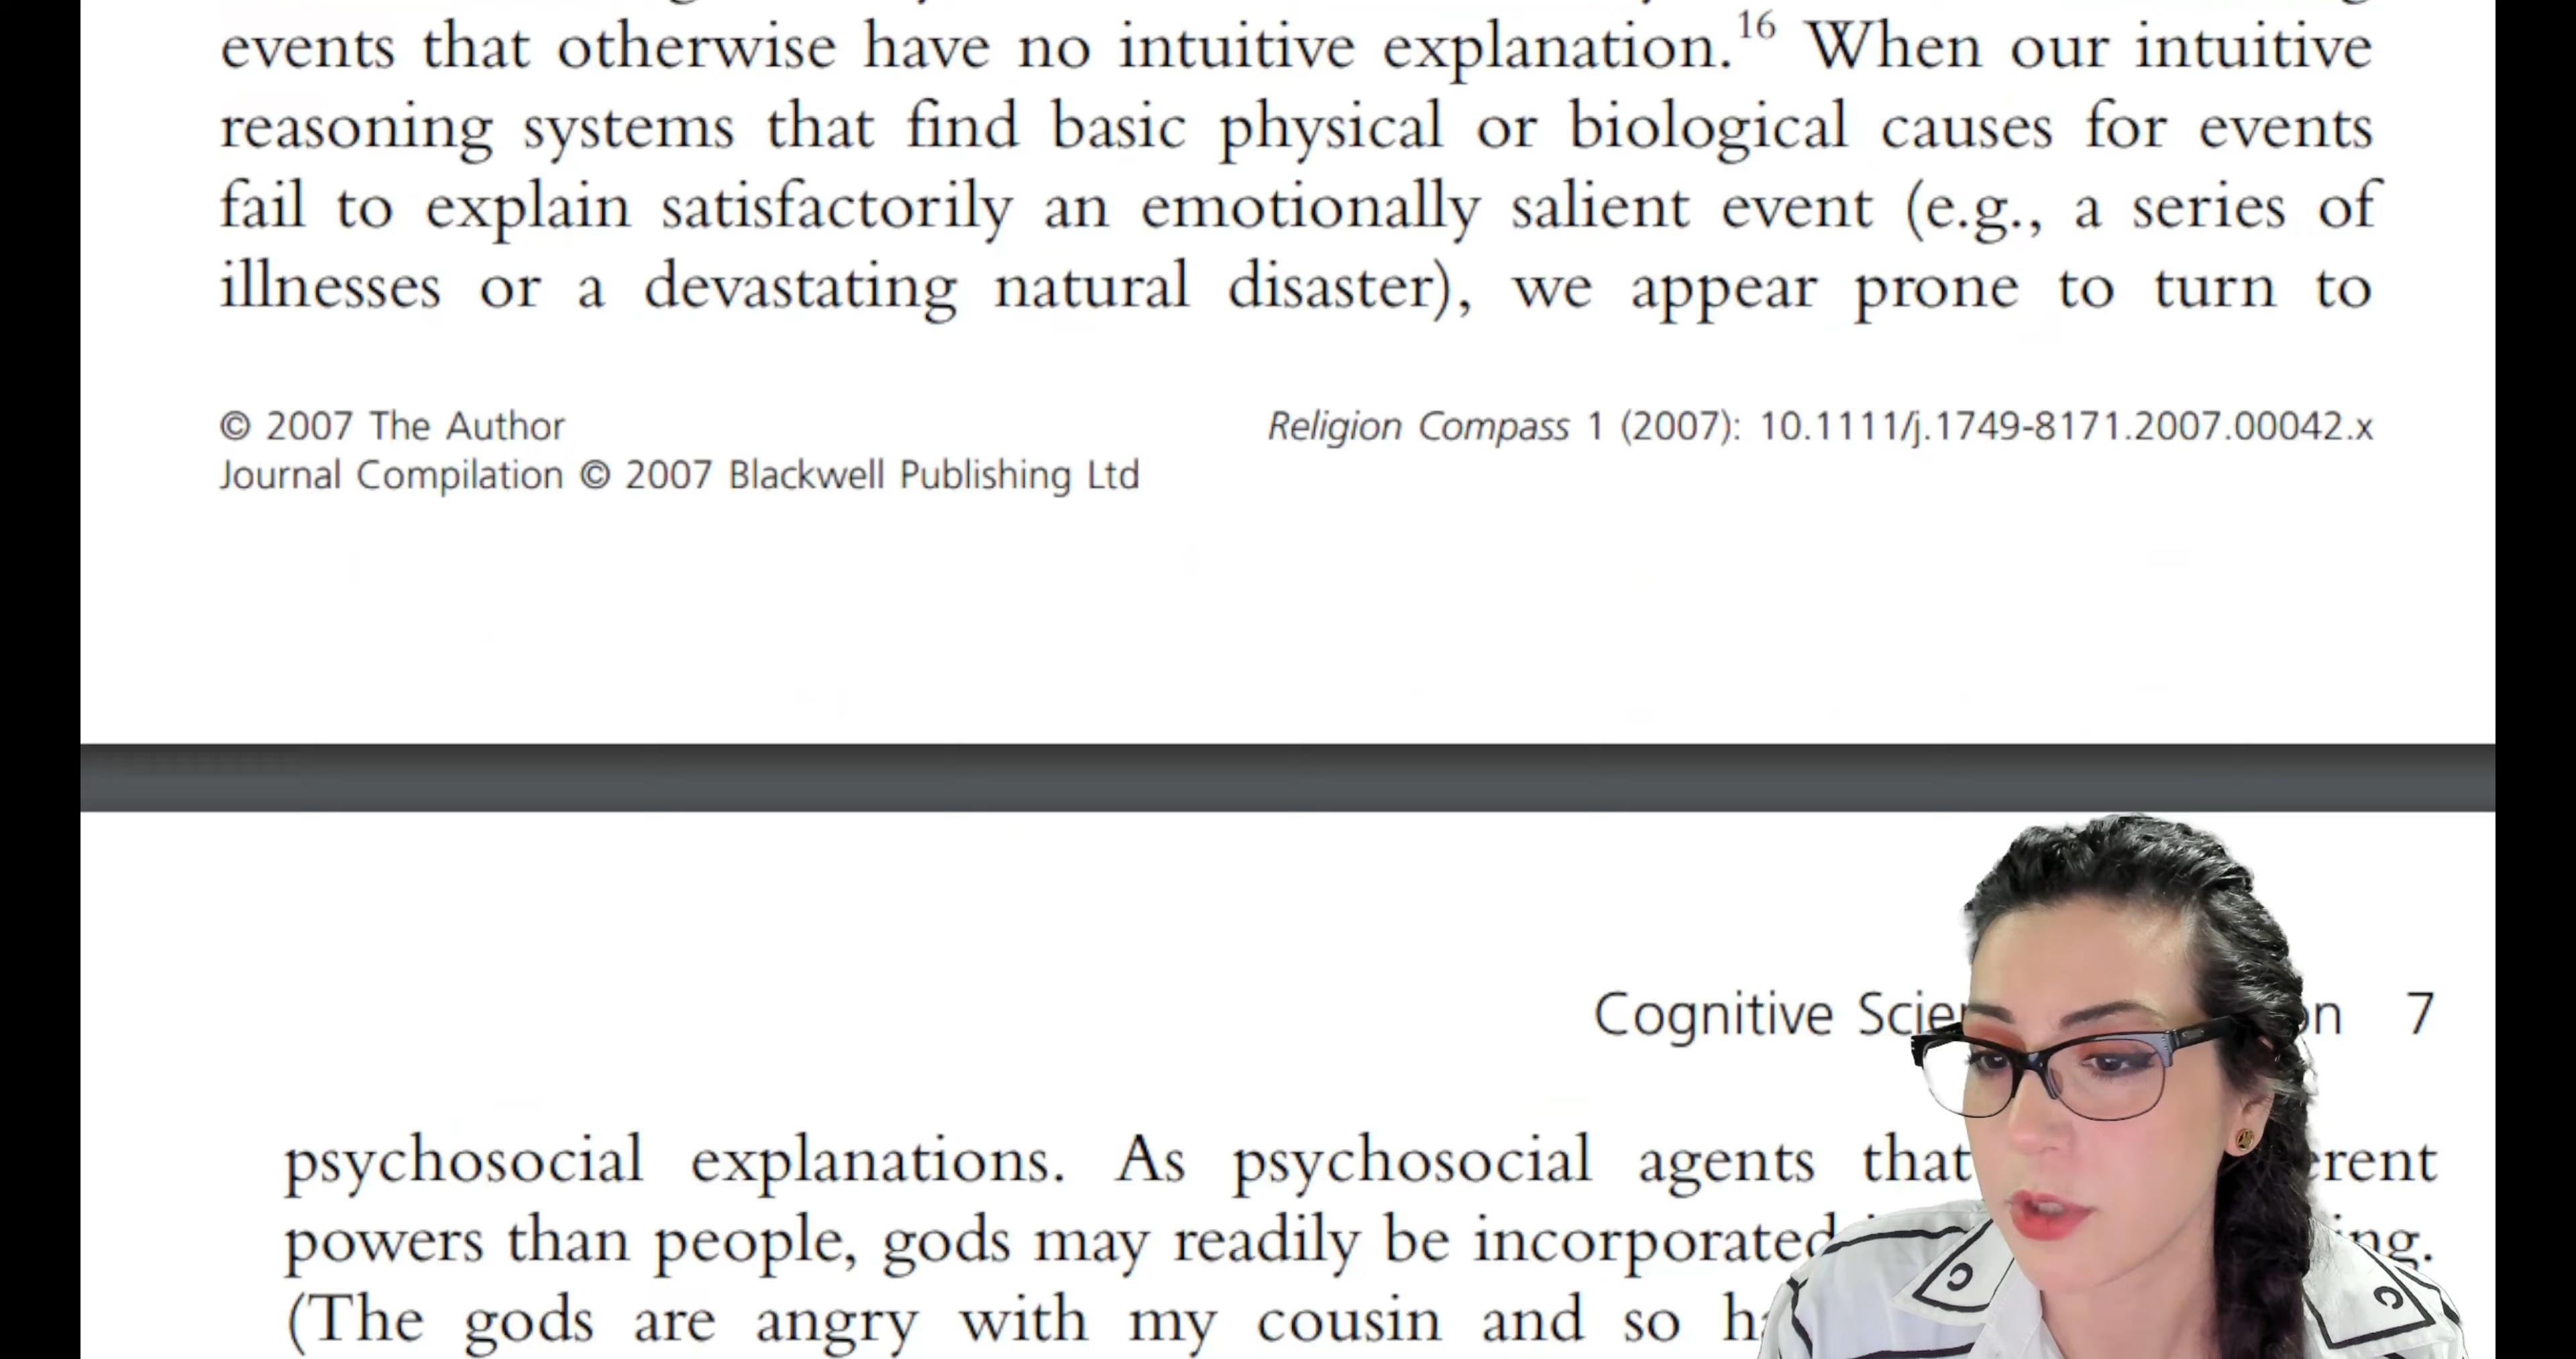 events that otherwise have no intuitive explanation.16 When our intuitive
reasoning systems that find basic physical or biological causes for events
fail to explain satisfactorily an emotionally salient event (e.g., a series of
illnesses or a devastating natural disaster), we appear prone to turn to
© 2007 The Author
Religion Compass 1 (2007): 10.1111/j.1749-8171.2007.00042.x
Journal Compilation © 2007 Blackwell Publishing Ltd
Cognitive 7
psychosocial explanations. As psychosocial agents that
powers than people, gods may readily be incorporated
(The gods are angry with my cousin and so